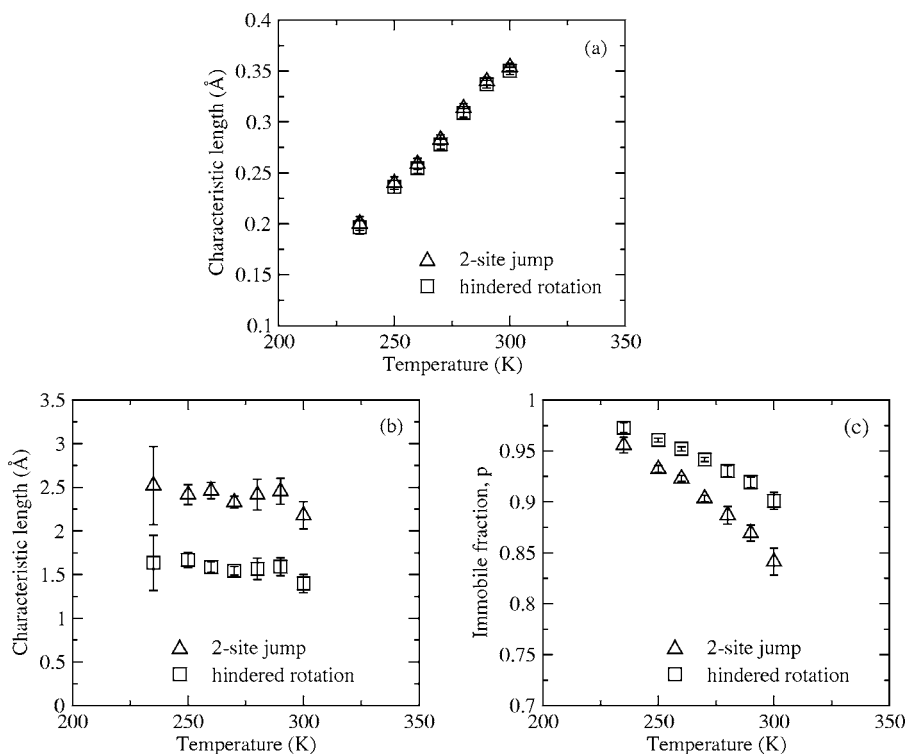 0.4
(a)
0.35
0.3
0.25
0.2
0.15
0.1
Characteristic length (Å)
2-site jump
hindered rotation
200 250 300 350
Temperature (K)
3.5
(b)
3
2.5
2
1.5
1
0.5
0
Characteristic length (Å)
2-site jump
hindered rotation
200 250 300 350
Temperature (K)
1
(c)
0.95
0.9
0.85
0.8
0.75
0.7
Immobile fraction, p
2-site jump
hindered rotation
200 250 300 350
Temperature (K)